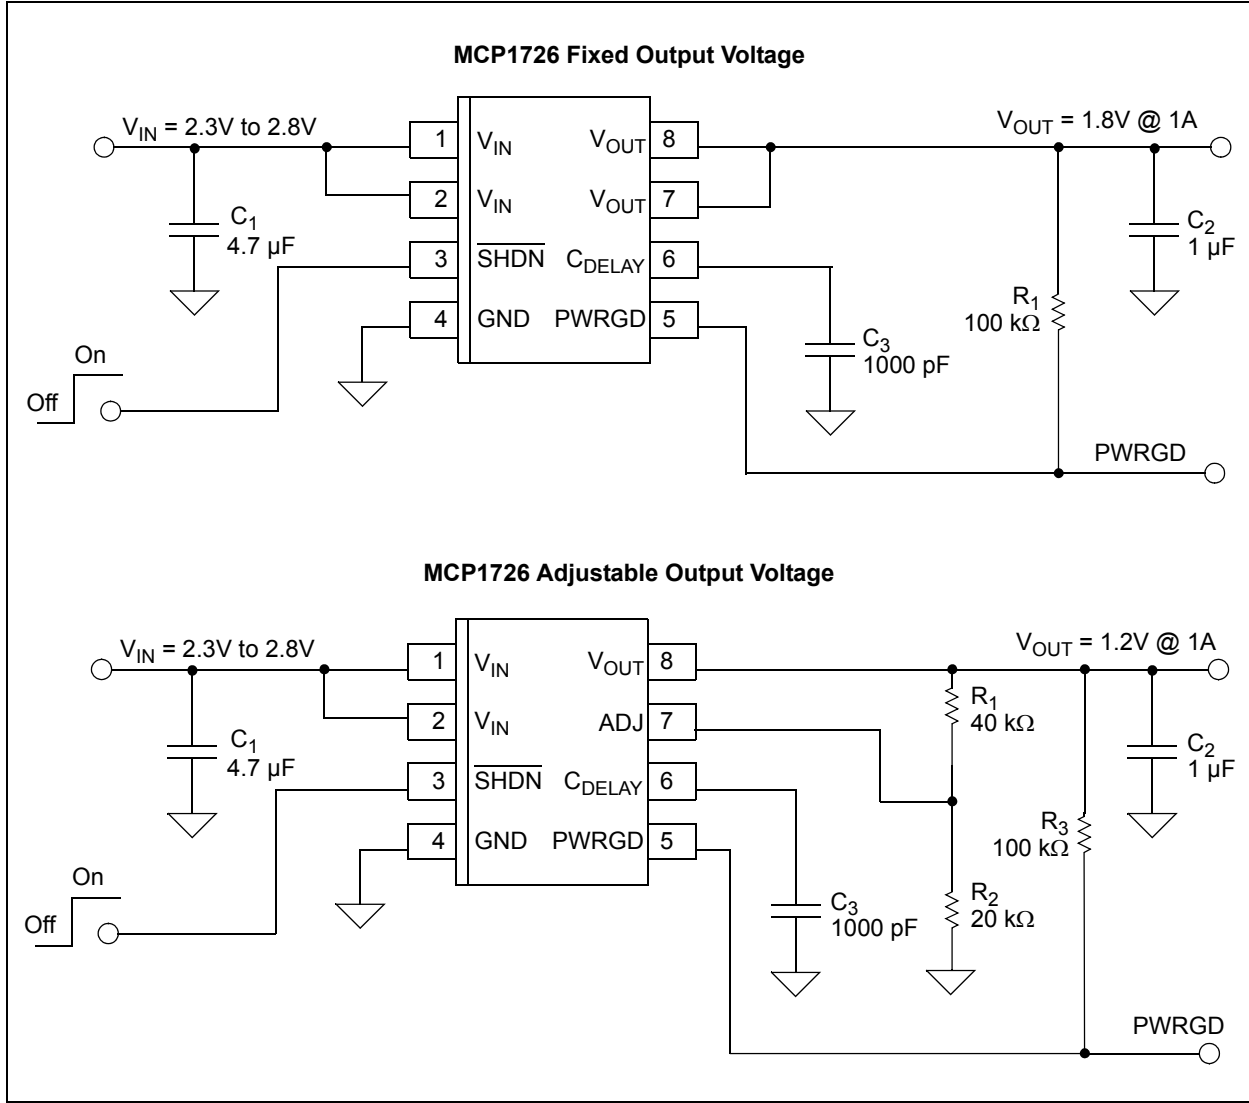 MCP1726 Fixed Output Voltage
V_IN = 2.3V to 2.8V
V_OUT = 1.8V @ 1A
1 V_IN V_OUT 8
2 V_IN V_OUT 7
3 S̅H̅D̅N̅ C_DELAY 6
4 GND PWRGD 5
C_1
4.7 µF
C_2
1 µF
R_1
100 kΩ
C_3
1000 pF
On
Off
PWRGD
MCP1726 Adjustable Output Voltage
V_IN = 2.3V to 2.8V
V_OUT = 1.2V @ 1A
1 V_IN V_OUT 8
2 V_IN ADJ 7
3 S̅H̅D̅N̅ C_DELAY 6
4 GND PWRGD 5
C_1
4.7 µF
R_1
40 kΩ
C_2
1 µF
R_3
100 kΩ
On
Off
C_3
1000 pF
R_2
20 kΩ
PWRGD